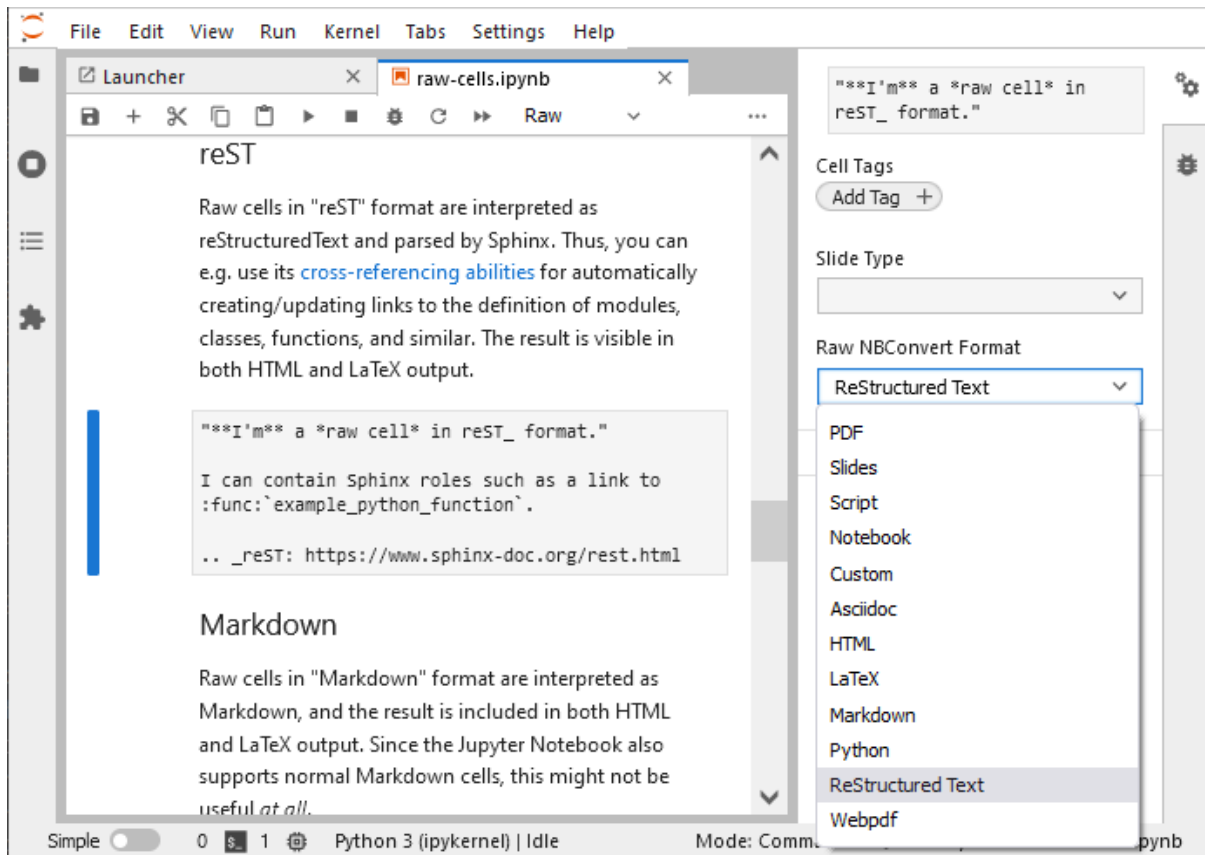 File Edit View Run Kernel Tabs Settings Help
Launcher
raw-cells.ipynb
Raw
reST
Raw cells in "reST" format are interpreted as
reStructuredText and parsed by Sphinx. Thus, you can
e.g. use its cross-referencing abilities for automatically
creating/updating links to the definition of modules,
classes, functions, and similar. The result is visible in
both HTML and LaTeX output.
"**I'm** a *raw cell* in reST_ format."
I can contain Sphinx roles such as a link to
:func:`example_python_function`.
.. _reST: https://www.sphinx-doc.org/rest.html
Markdown
Raw cells in "Markdown" format are interpreted as
Markdown, and the result is included in both HTML
and LaTeX output. Since the Jupyter Notebook also
supports normal Markdown cells, this might not be
useful at all.
"**I'm** a *raw cell* in
reST_ format."
Cell Tags
Add Tag +
Slide Type
Raw NBConvert Format
ReStructured Text
PDF
Slides
Script
Notebook
Custom
Asciidoc
HTML
LaTeX
Markdown
Python
ReStructured Text
Webpdf
Simple 0 $_ 1 Python 3 (ipykernel) | Idle Mode: Comm ipynb